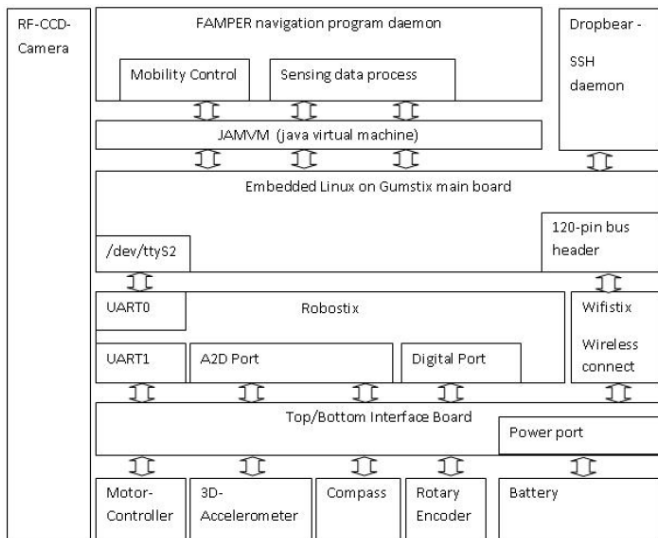 RF-CCD-
Camera
FAMPER navigation program daemon
Mobility Control
Sensing data process
Dropbear -
SSH
daemon
JAMVM (java virtual machine)
Embedded Linux on Gumstix main board
/dev/ttyS2
120-pin bus
header
UART0
Robostix
Wifistix
Wireless
connect
UART1
A2D Port
Digital Port
Top/Bottom Interface Board
Power port
Motor-
Controller
3D-
Accelerometer
Compass
Rotary
Encoder
Battery